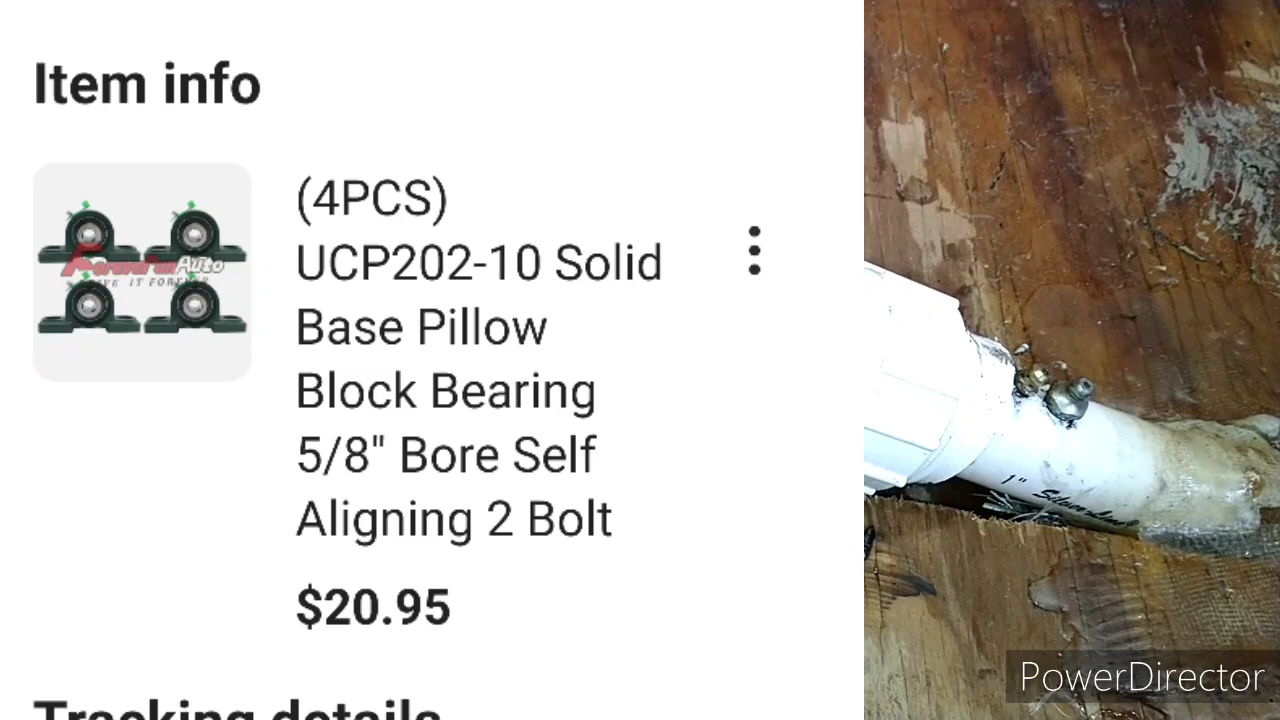 Item info
(4PCS)
UCP202-10 Solid
Base Pillow
Block Bearing
5/8" Bore Self
Aligning 2 Bolt
$20.95
Tracking details
1"
PowerDirector